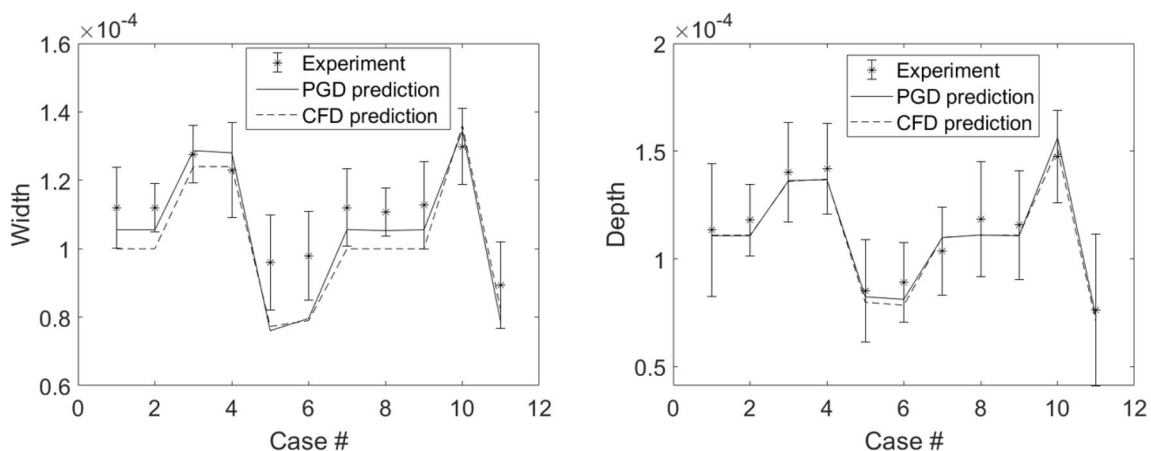 ×10⁻⁴
1.6
1.4
1.2
1
0.8
0.6
Width
Experiment
PGD prediction
CFD prediction
0 2 4 6 8 10 12
Case #
×10⁻⁴
2
1.5
1
0.5
Depth
Experiment
PGD prediction
CFD prediction
0 2 4 6 8 10 12
Case #